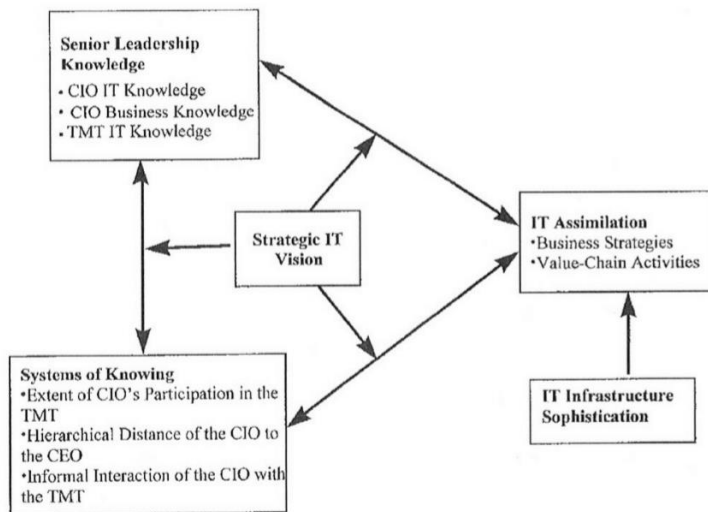 Senior Leadership
Knowledge
• CIO IT Knowledge
• CIO Business Knowledge
• TMT IT Knowledge
Strategic IT
Vision
IT Assimilation
•Business Strategies
•Value-Chain Activities
Systems of Knowing
•Extent of CIO's Participation in the
TMT
•Hierarchical Distance of the CIO to
the CEO
•Informal Interaction of the CIO with
the TMT
IT Infrastructure
Sophistication